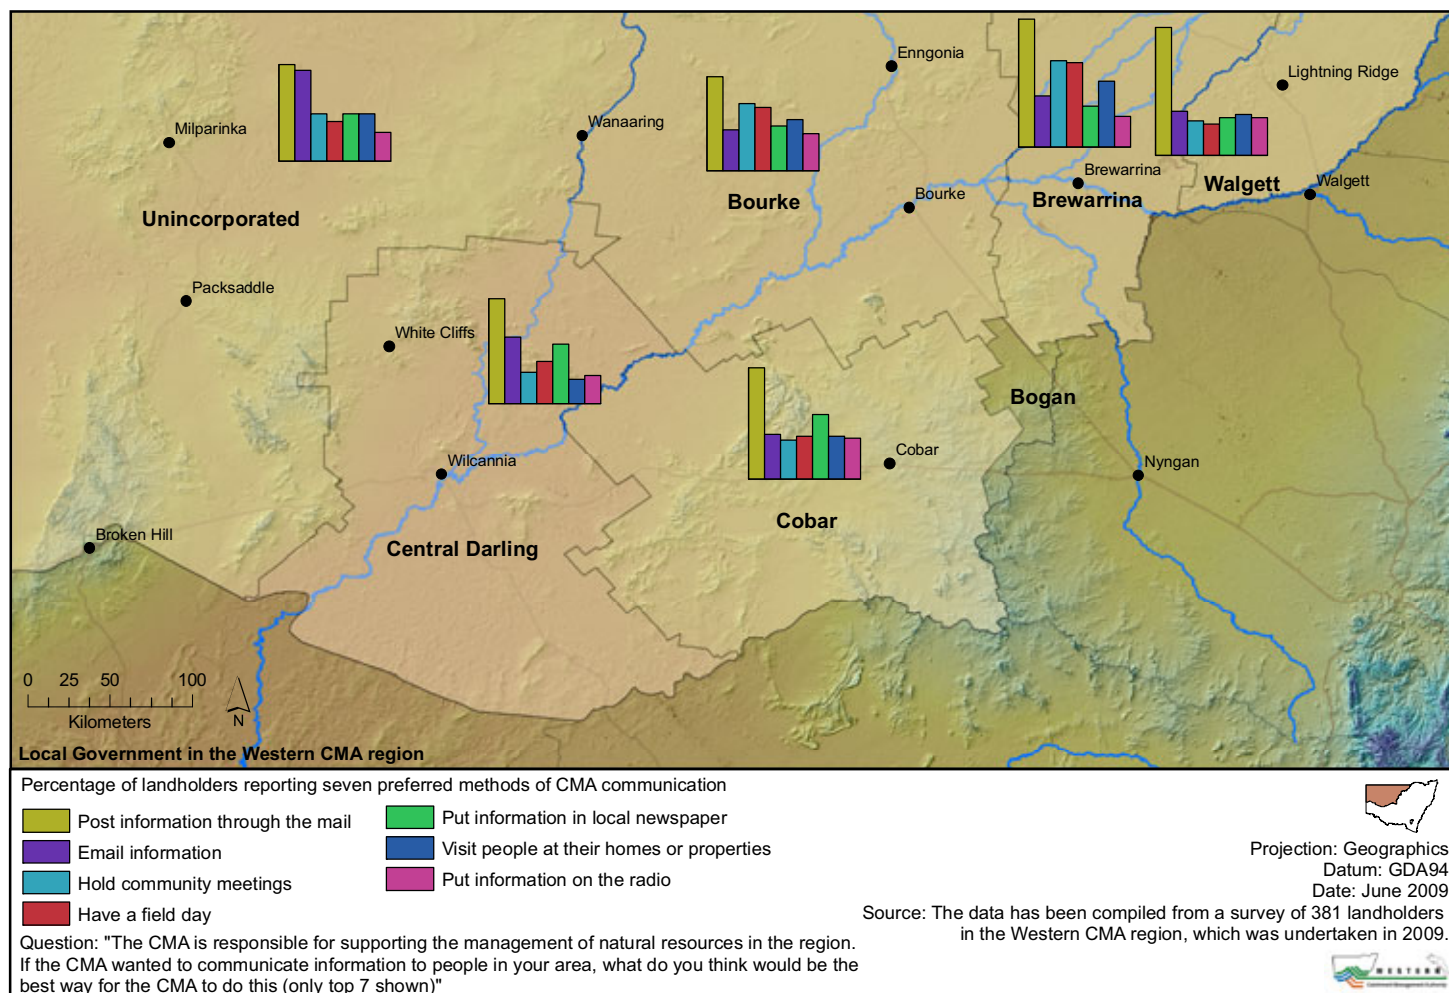 Enngonia
Lightning Ridge
Milparinka
Wanaaring
Brewarrina
Walgett
Walgett
Bourke
Bourke
Brewarrina
Unincorporated
Packsaddle
White Cliffs
Bogan
Cobar
Wilcannia
Nyngan
Cobar
Broken Hill
Central Darling
0 25 50 100
Kilometers
N
Local Government in the Western CMA region
Percentage of landholders reporting seven preferred methods of CMA communication
Post information through the mail
Email information
Hold community meetings
Have a field day
Put information in local newspaper
Visit people at their homes or properties
Put information on the radio
Question: "The CMA is responsible for supporting the management of natural resources in the region.
If the CMA wanted to communicate information to people in your area, what do you think would be the
best way for the CMA to do this (only top 7 shown)"
Projection: Geographics
Datum: GDA94
Date: June 2009
Source: The data has been compiled from a survey of 381 landholders
in the Western CMA region, which was undertaken in 2009.
WESTERN